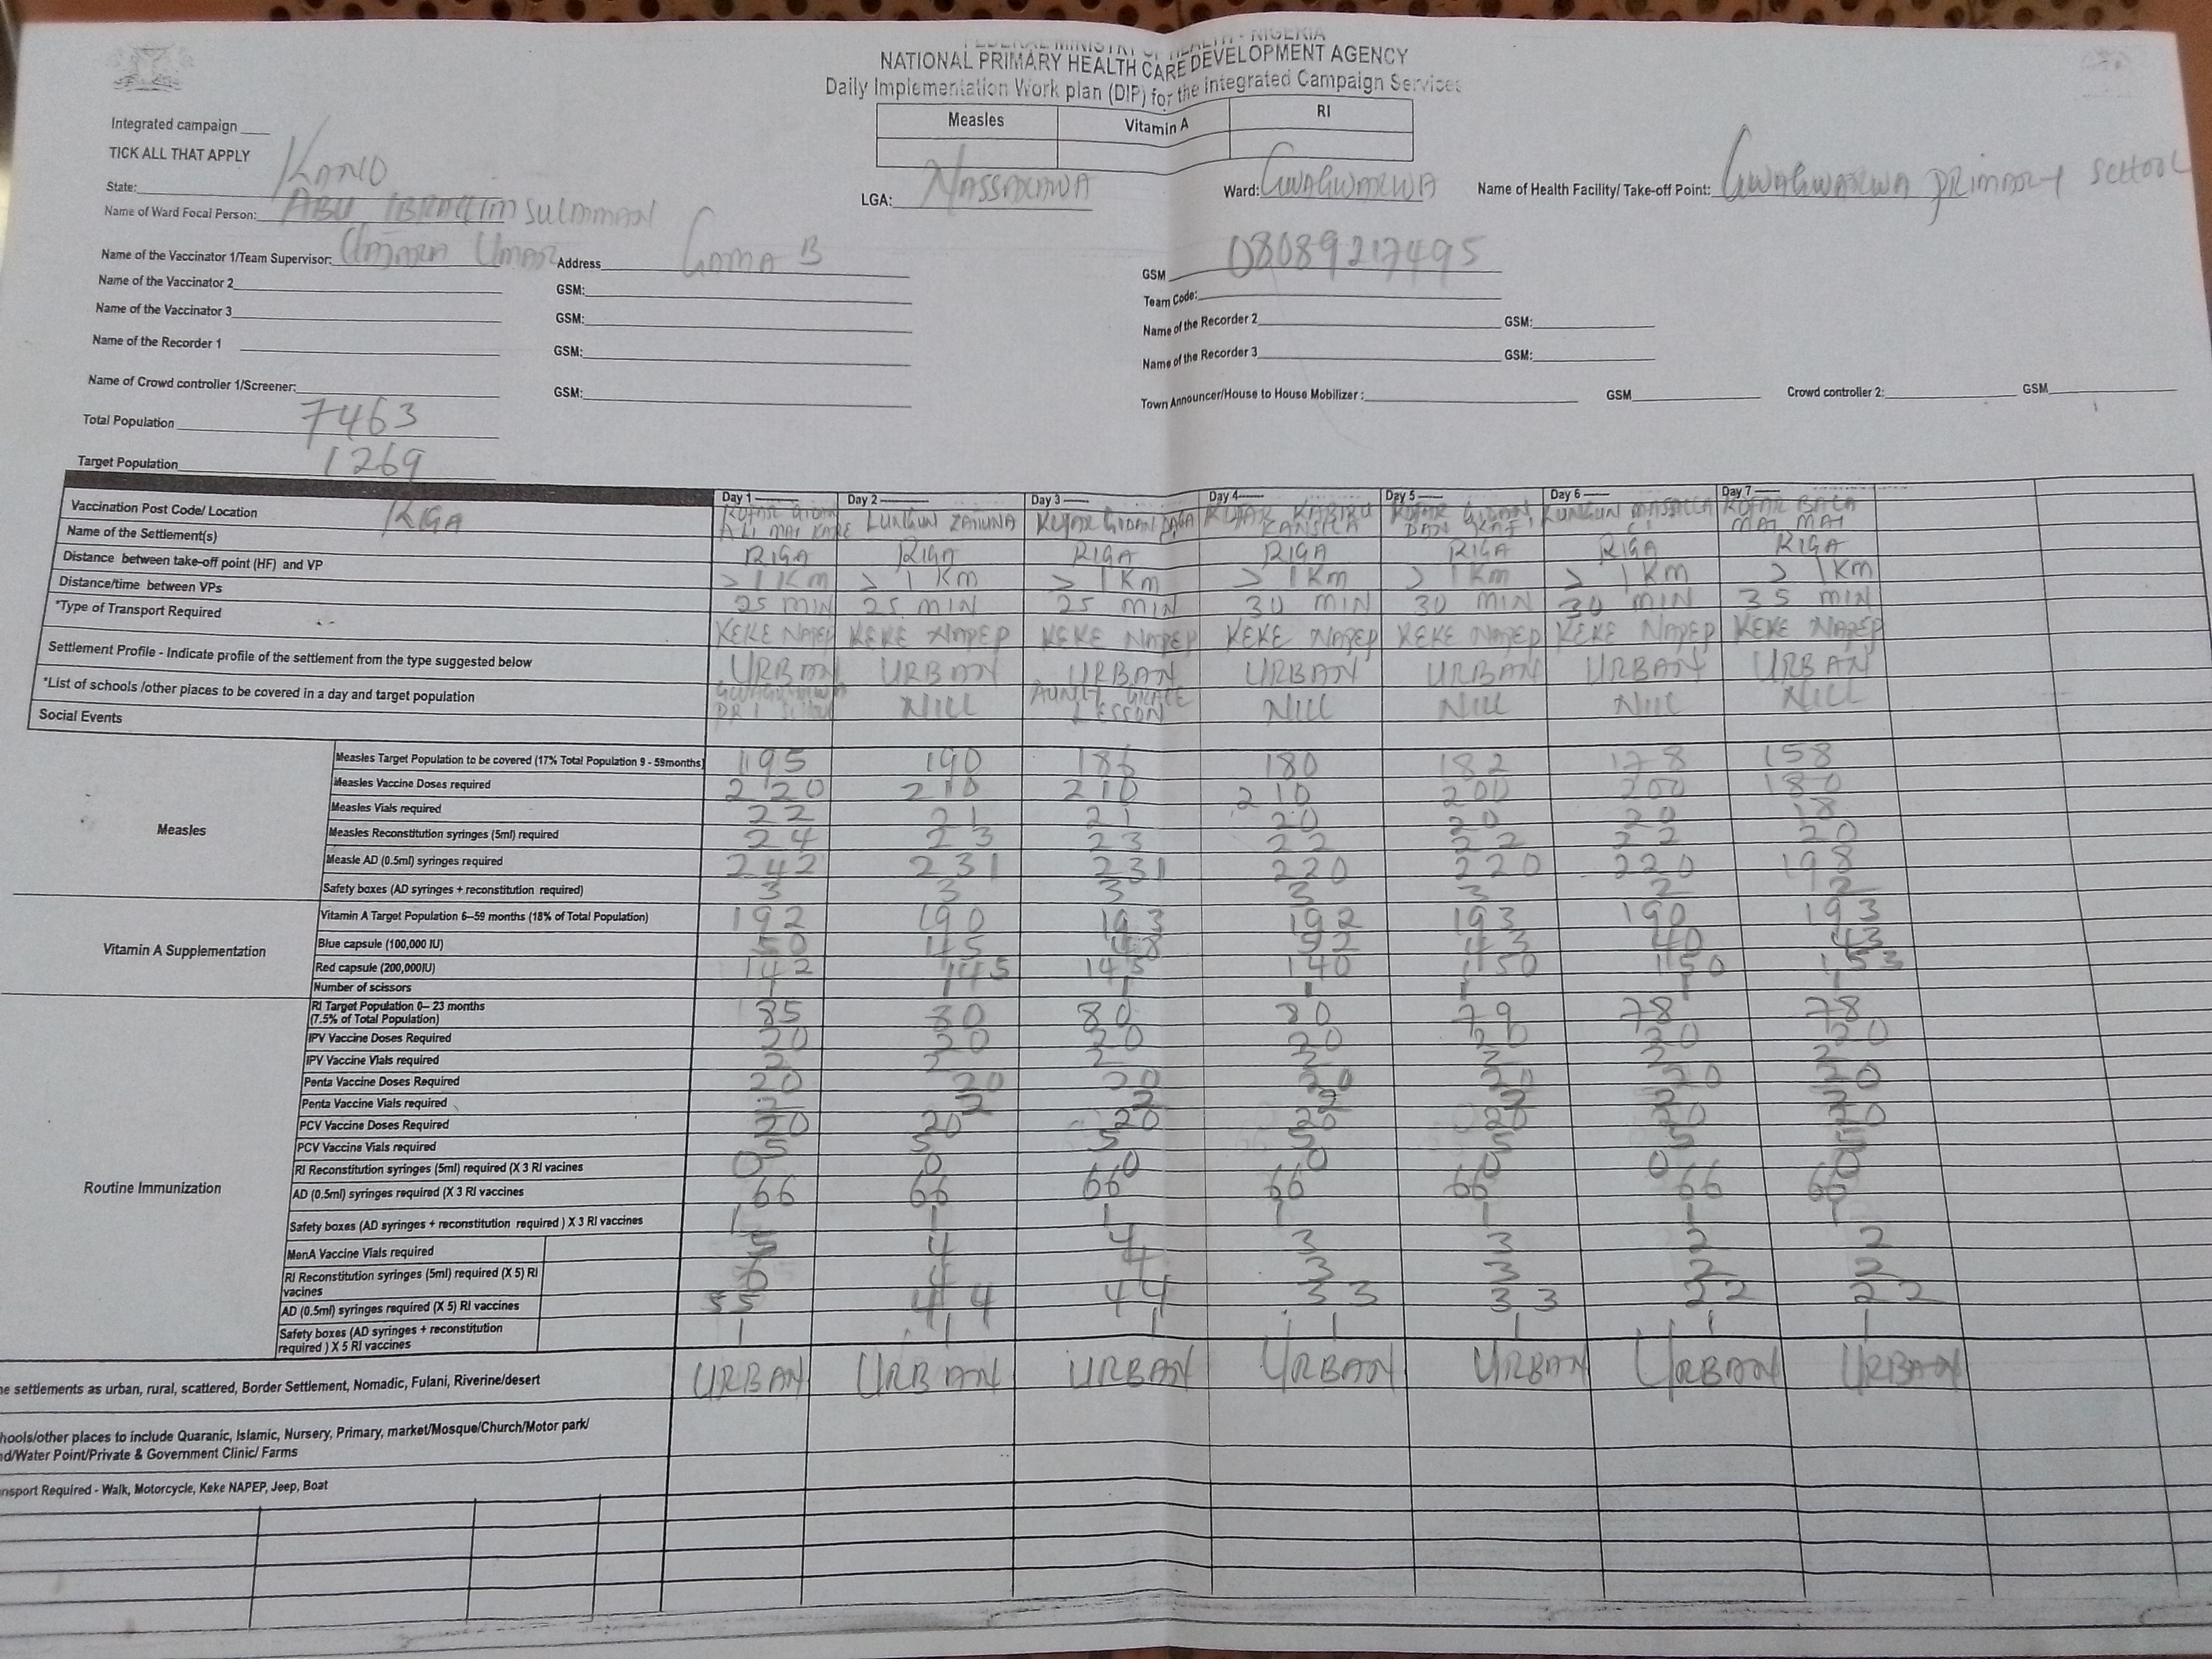 FEDERAL MINISTRY OF HEALTH - NIGERIA
NATIONAL PRIMARY HEALTH CARE DEVELOPMENT AGENCY
Daily Implementation Work plan (DIP) for the integrated Campaign Services
Measles Vitamin A RI
Integrated campaign
TICK ALL THAT APPLY
State: KANO LGA: NASSARAWA Ward: GWAGWARWA Name of Health Facility/ Take-off Point: GWAGWARWA PRIMARY SCHOOL
Name of Ward Focal Person: ABU IBRAHIM SULAIMAN
Name of the Vaccinator 1/Team Supervisor: Umar Address GAMA B GSM 08089217495
Name of the Vaccinator 2 GSM: Team Code:
Name of the Vaccinator 3 GSM: Name of the Recorder 2 GSM:
Name of the Recorder 1 GSM: Name of the Recorder 3 GSM:
Name of Crowd controller 1/Screener: GSM: Town Announcer/House to House Mobilizer : GSM Crowd controller 2: GSM
Total Population 7463
Target Population 1269
Day 1 Day 2 Day 3 Day 4 Day 5 Day 6 Day 7
Vaccination Post Code/ Location RIGA KOFAR GIDAN ALI MAI LUNGUN KOFAR GIDAN KOFAR KABIRU KANSILA KOFAR GIDAN DAN LUNGUN MASSALLACI KOFAR BALA MAI MAI
Name of the Settlement(s) RIGA RIGA RIGA RIGA RIGA RIGA RIGA
Distance between take-off point (HF) and VP > 1 Km > 1 Km > 1 Km > 1 Km > 1 Km > 1 Km > 1 Km
Distance/time between VPs 25 MIN 25 MIN 25 MIN 30 MIN 30 MIN 30 MIN 35 MIN
*Type of Transport Required KEKE NAPEP KEKE NAPEP KEKE NAPEP KEKE NAPEP KEKE NAPEP KEKE NAPEP KEKE NAPEP
Settlement Profile - Indicate profile of the settlement from the type suggested below URBAN URBAN URBAN URBAN URBAN URBAN URBAN
*List of schools /other places to be covered in a day and target population GWAGWARWA PRI SCHOOL NILL AUNTY GRACE LESSON NILL NILL NILL NILL
Social Events
Measles
Measles Target Population to be covered (17% Total Population 9 - 59months) 195 190 186 180 182 178 158
Measles Vaccine Doses required 220 210 210 210 200 200 180
Measles Vials required 22 21 21 20 20 20 18
Measles Reconstitution syringes (5ml) required 24 23 23 22 22 22 20
Measle AD (0.5ml) syringes required 242 231 231 220 220 220 198
Safety boxes (AD syringes + reconstitution required) 3 3 3 3 3 2 2
Vitamin A Supplementation
Vitamin A Target Population 6–59 months (18% of Total Population) 192 190 193 192 193 190 193
Blue capsule (100,000 IU) 50 45 48 52 43 40 43
Red capsule (200,000IU) 142 145 145 140 150 150 153
Number of scissors 1 1 1 1 1 1 1
Routine Immunization
RI Target Population 0– 23 months
(7.5% of Total Population) 85 80 80 80 79 78 78
IPV Vaccine Doses Required 20 20 20 20 20 20 20
IPV Vaccine Vials required 2 2 2 2 2 2 2
Penta Vaccine Doses Required 20 20 20 20 20 20 20
Penta Vaccine Vials required 2 2 2 2 2 2 2
PCV Vaccine Doses Required 20 20 20 20 20 20 20
PCV Vaccine Vials required 5 5 5 5 5 5 5
RI Reconstitution syringes (5ml) required (X 3 RI vacines 0 0 0 0 0 0 0
AD (0.5ml) syringes required (X 3 RI vaccines 66 66 66 66 66 66 66
Safety boxes (AD syringes + reconstitution required ) X 3 RI vaccines 1 1 1 1 1 1 1
MenA Vaccine Vials required 5 4 4 3 3 2 2
RI Reconstitution syringes (5ml) required (X 5) RI
vacines 4 4 3 3 2 2
AD (0.5ml) syringes required (X 5) RI vaccines 55 44 44 33 33 22 22
Safety boxes (AD syringes + reconstitution
required ) X 5 RI vaccines 1 1 1 1 1 1 1
e settlements as urban, rural, scattered, Border Settlement, Nomadic, Fulani, Riverine/desert URBAN URBAN URBAN URBAN URBAN URBAN URBAN
hools/other places to include Quaranic, Islamic, Nursery, Primary, market/Mosque/Church/Motor park/
d/Water Point/Private & Government Clinic/ Farms
nsport Required - Walk, Motorcycle, Keke NAPEP, Jeep, Boat